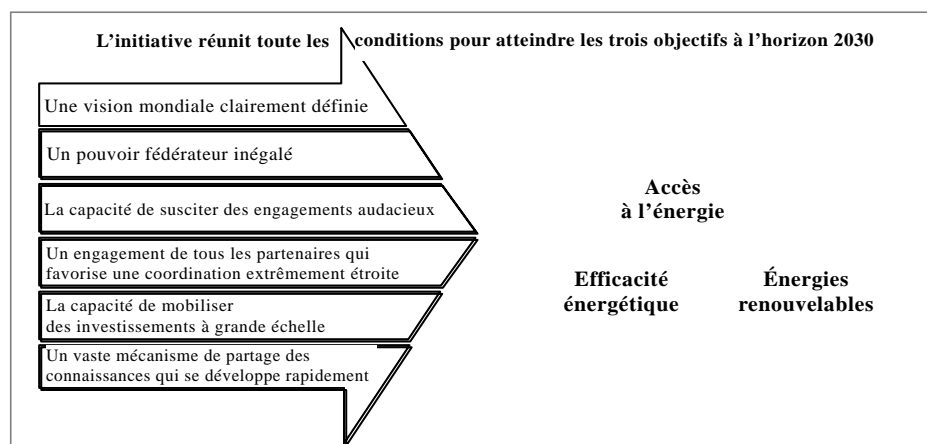 L’initiative réunit toute les conditions pour atteindre les trois objectifs à l’horizon 2030
Une vision mondiale clairement définie
Un pouvoir fédérateur inégalé
La capacité de susciter des engagements audacieux
Un engagement de tous les partenaires qui
favorise une coordination extrêmement étroite
La capacité de mobiliser
des investissements à grande échelle
Un vaste mécanisme de partage des
connaissances qui se développe rapidement
Accès
à l’énergie
Efficacité
énergétique
Énergies
renouvelables